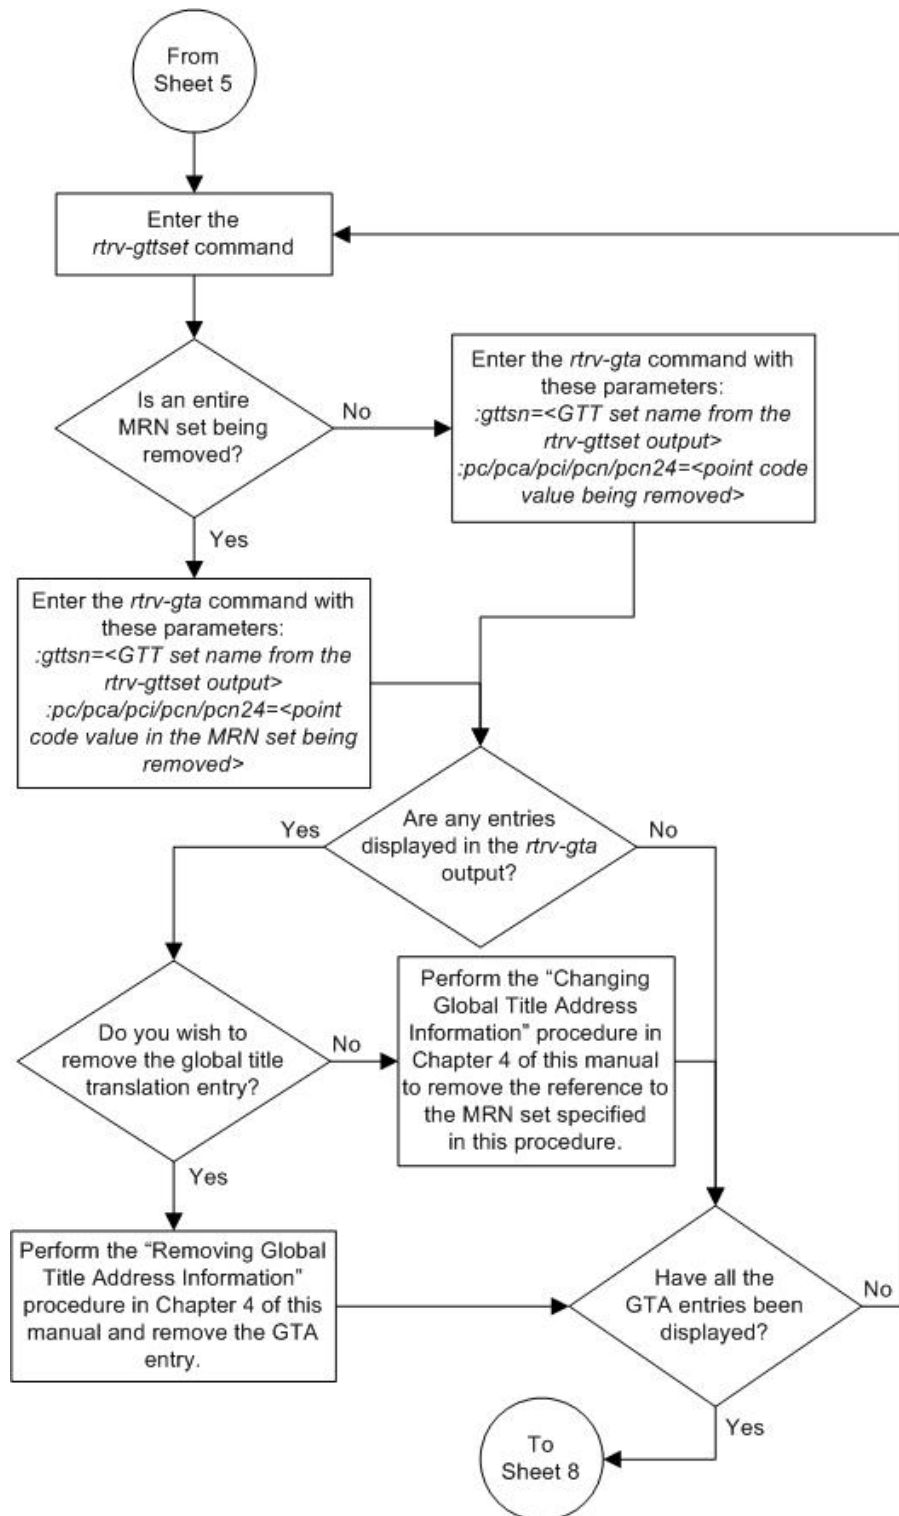 From
Sheet 5
Enter the
rtrv-gttset command
Is an entire
MRN set being
removed?
No
Yes
Enter the rtrv-gta command with
these parameters:
:gttsn=<GTT set name from the
rtrv-gttset output>
:pc/pca/pci/pcn/pcn24=<point code
value being removed>
Enter the rtrv-gta command with
these parameters:
:gttsn=<GTT set name from the
rtrv-gttset output>
:pc/pca/pci/pcn/pcn24=<point
code value in the MRN set being
removed>
Are any entries
displayed in the rtrv-gta
output?
Yes
No
Do you wish to
remove the global title
translation entry?
No
Yes
Perform the “Changing
Global Title Address
Information” procedure in
Chapter 4 of this manual
to remove the reference to
the MRN set specified
in this procedure.
Perform the “Removing Global
Title Address Information”
procedure in Chapter 4 of this
manual and remove the GTA
entry.
Have all the
GTA entries been
displayed?
No
Yes
To
Sheet 8